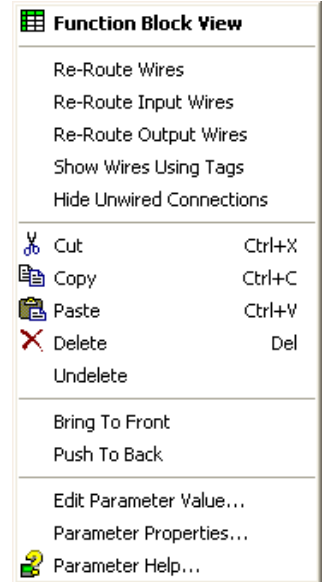 Function Block View
Re-Route Wires
Re-Route Input Wires
Re-Route Output Wires
Show Wires Using Tags
Hide Unwired Connections
Cut Ctrl+X
Copy Ctrl+C
Paste Ctrl+V
Delete Del
Undelete
Bring To Front
Push To Back
Edit Parameter Value...
Parameter Properties...
Parameter Help...